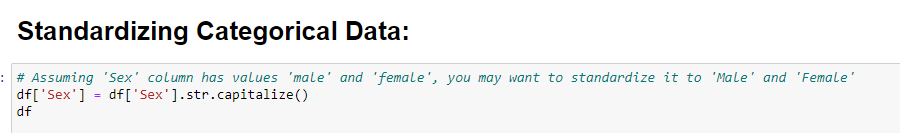 Standardizing Categorical Data:
: # Assuming 'Sex' column has values 'male' and 'female', you may want to standardize it to 'Male' and 'Female'
df['Sex'] = df['Sex'].str.capitalize()
df